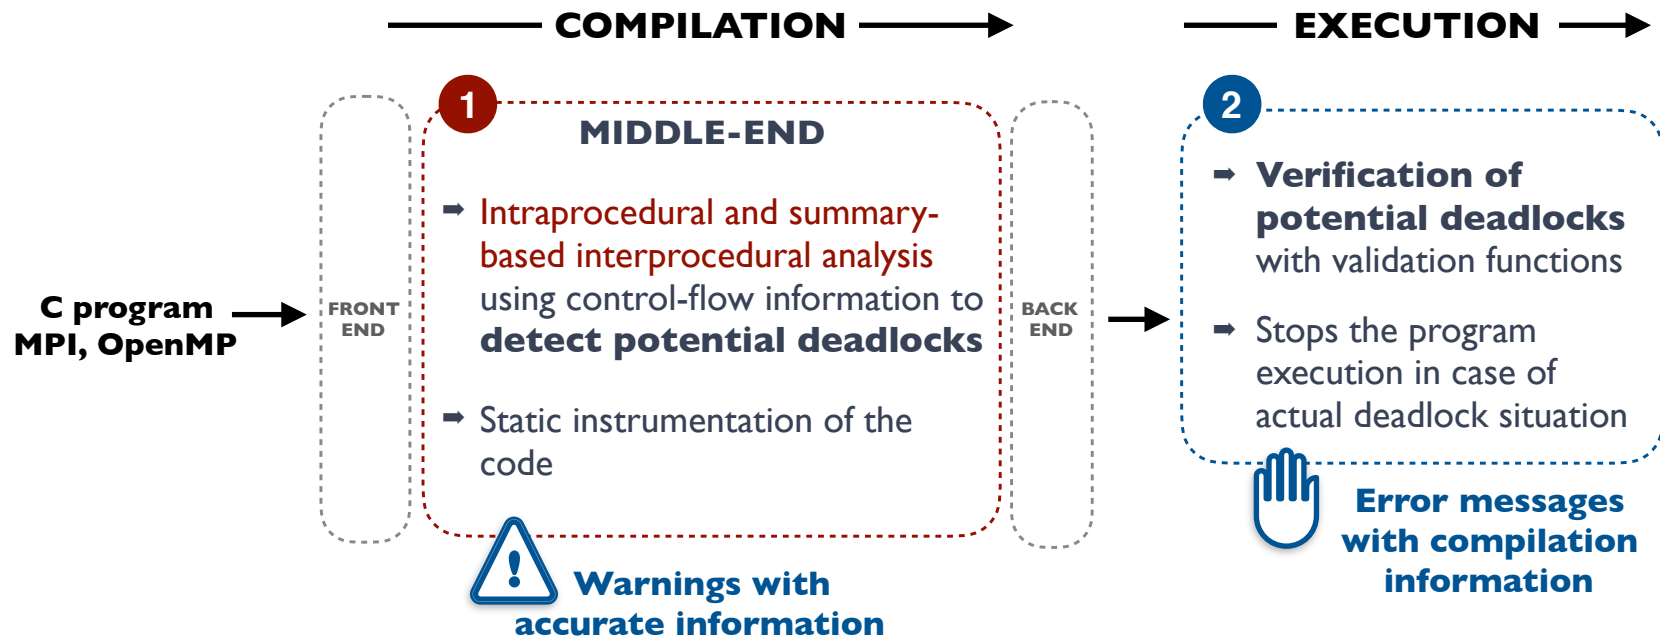 COMPILATION
EXECUTION
C program
MPI, OpenMP
FRONT
END
1
MIDDLE-END
➡ Intraprocedural and summary-
based interprocedural analysis
using control-flow information to
detect potential deadlocks
➡ Static instrumentation of the
code
Warnings with
accurate information
BACK
END
2
➡ Verification of
potential deadlocks
with validation functions
➡ Stops the program
execution in case of
actual deadlock situation
Error messages
with compilation
information